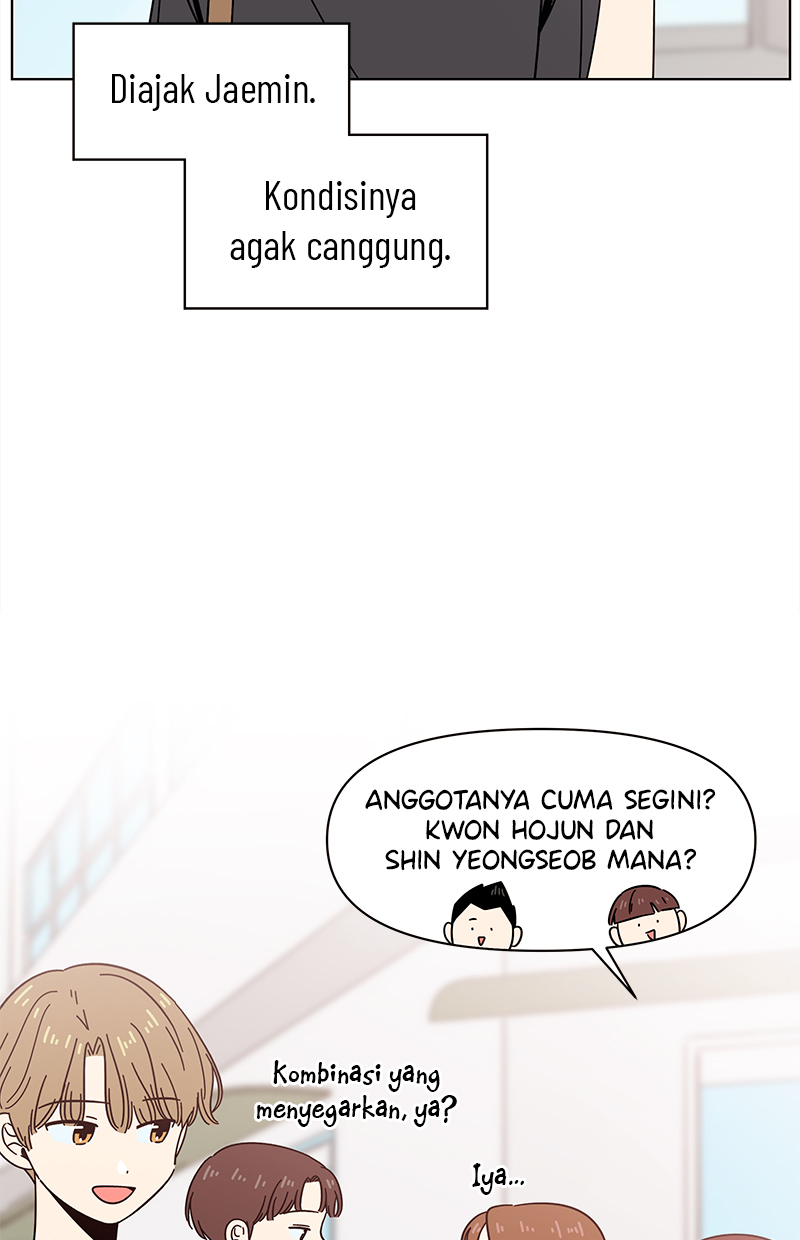 Diajak Jaemin.
Kondisinya
agak canggung.
ANGGOTANYA CUMA SEGINI?
KWON HOJUN DAN
SHIN YEONGSEOB MANA?
Kombinasi yang
menyegarkan, ya?
Iya...